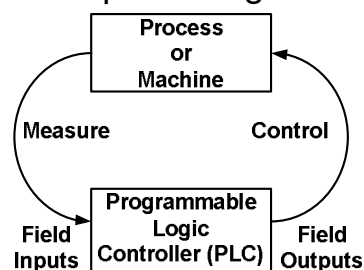 Process
or
Machine
Measure
Control
Programmable
Logic
Controller (PLC)
Field
Inputs
Field
Outputs